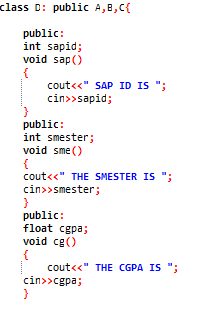 class D: public A,B,C{
public:
int sapid;
void sap()
{
cout<<" SAP ID IS ";
cin>>sapid;
}
public:
int smester;
void sme()
{
cout<<" THE SMESTER IS ";
cin>>smester;
}
public:
float cgpa;
void cg()
{
cout<<" THE CGPA IS ";
cin>>cgpa;
}